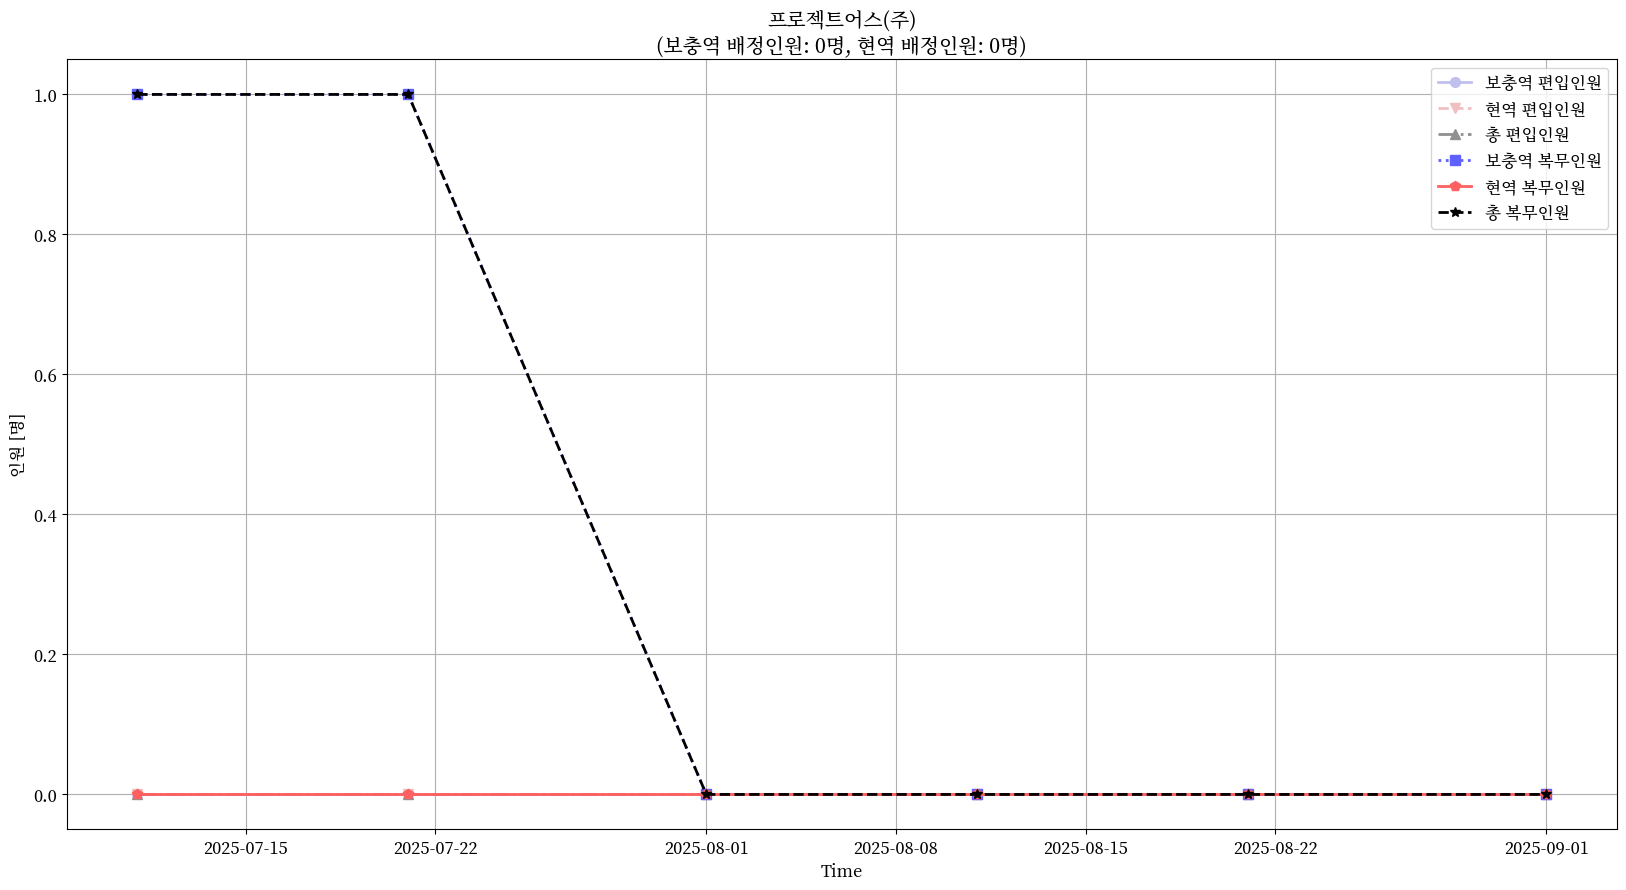 프로젝트어스(주)
(보충역 배정인원: 0명, 현역 배정인원: 0명)
보충역 편입인원
현역 편입인원
총 편입인원
보충역 복무인원
현역 복무인원
총 복무인원
인원 [명]
1.0
0.8
0.6
0.4
0.2
0.0
2025-07-15
2025-07-22
2025-08-01
2025-08-08
2025-08-15
2025-08-22
2025-09-01
Time